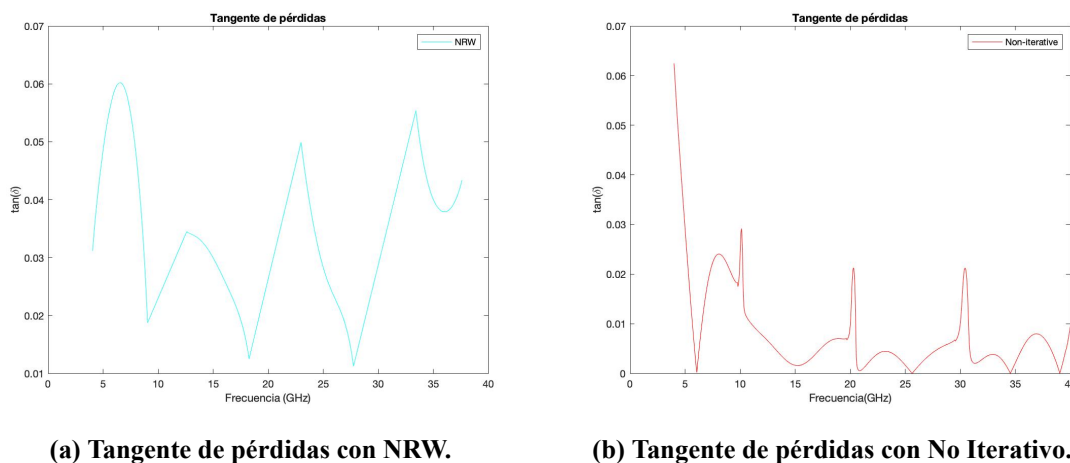 Tangente de pérdidas
0.07
NRW
0.06
0.05
tan(δ)
0.04
0.03
0.02
0.01
0 5 10 15 20 25 30 35 40
Frecuencia (GHz)
(a) Tangente de pérdidas con NRW.
Tangente de pérdidas
0.07
Non-iterative
0.06
0.05
0.04
tan(δ)
0.03
0.02
0.01
0
0 5 10 15 20 25 30 35 40
Frecuencia(GHz)
(b) Tangente de pérdidas con No Iterativo.